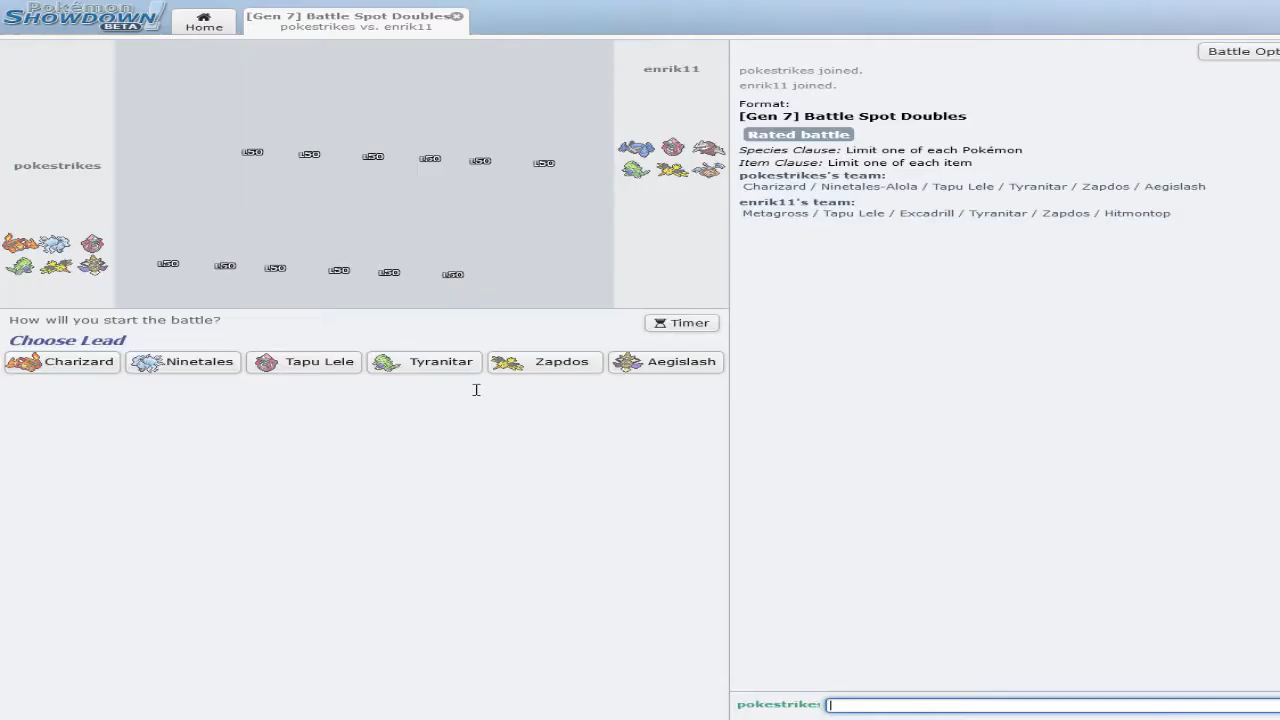 Pokémon
SHOWDOWN
BETA
Home
[Gen 7] Battle Spot Doubles
pokestrikes vs. enrik11
enrik11
pokestrikes
L50 L50 L50 L50 L50 L50
L50 L50 L50 L50 L50 L50
How will you start the battle?
Timer
Choose Lead
Charizard Ninetales Tapu Lele Tyranitar Zapdos Aegislash
Battle Opt
pokestrikes joined.
enrik11 joined.
Format:
[Gen 7] Battle Spot Doubles
Rated battle
Species Clause: Limit one of each Pokémon
Item Clause: Limit one of each item
pokestrikes's team:
Charizard / Ninetales-Alola / Tapu Lele / Tyranitar / Zapdos / Aegislash
enrik11's team:
Metagross / Tapu Lele / Excadrill / Tyranitar / Zapdos / Hitmontop
pokestrike: